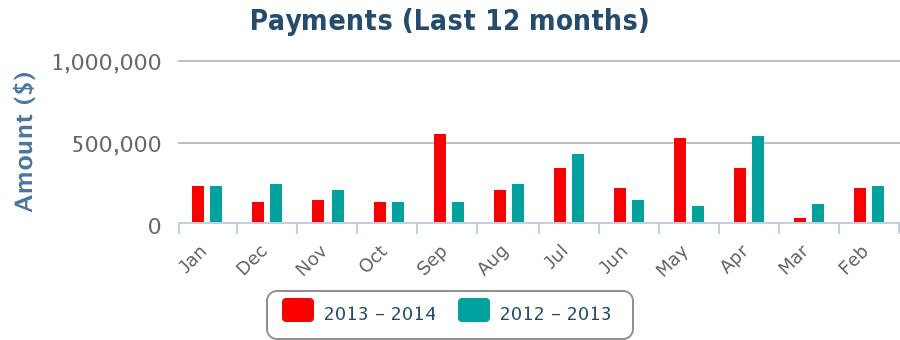 Payments (Last 12 months)
Amount ($)
1,000,000
500,000
0
Jan Dec Nov Oct Sep Aug Jul Jun May Apr Mar Feb
2013 – 2014 2012 – 2013